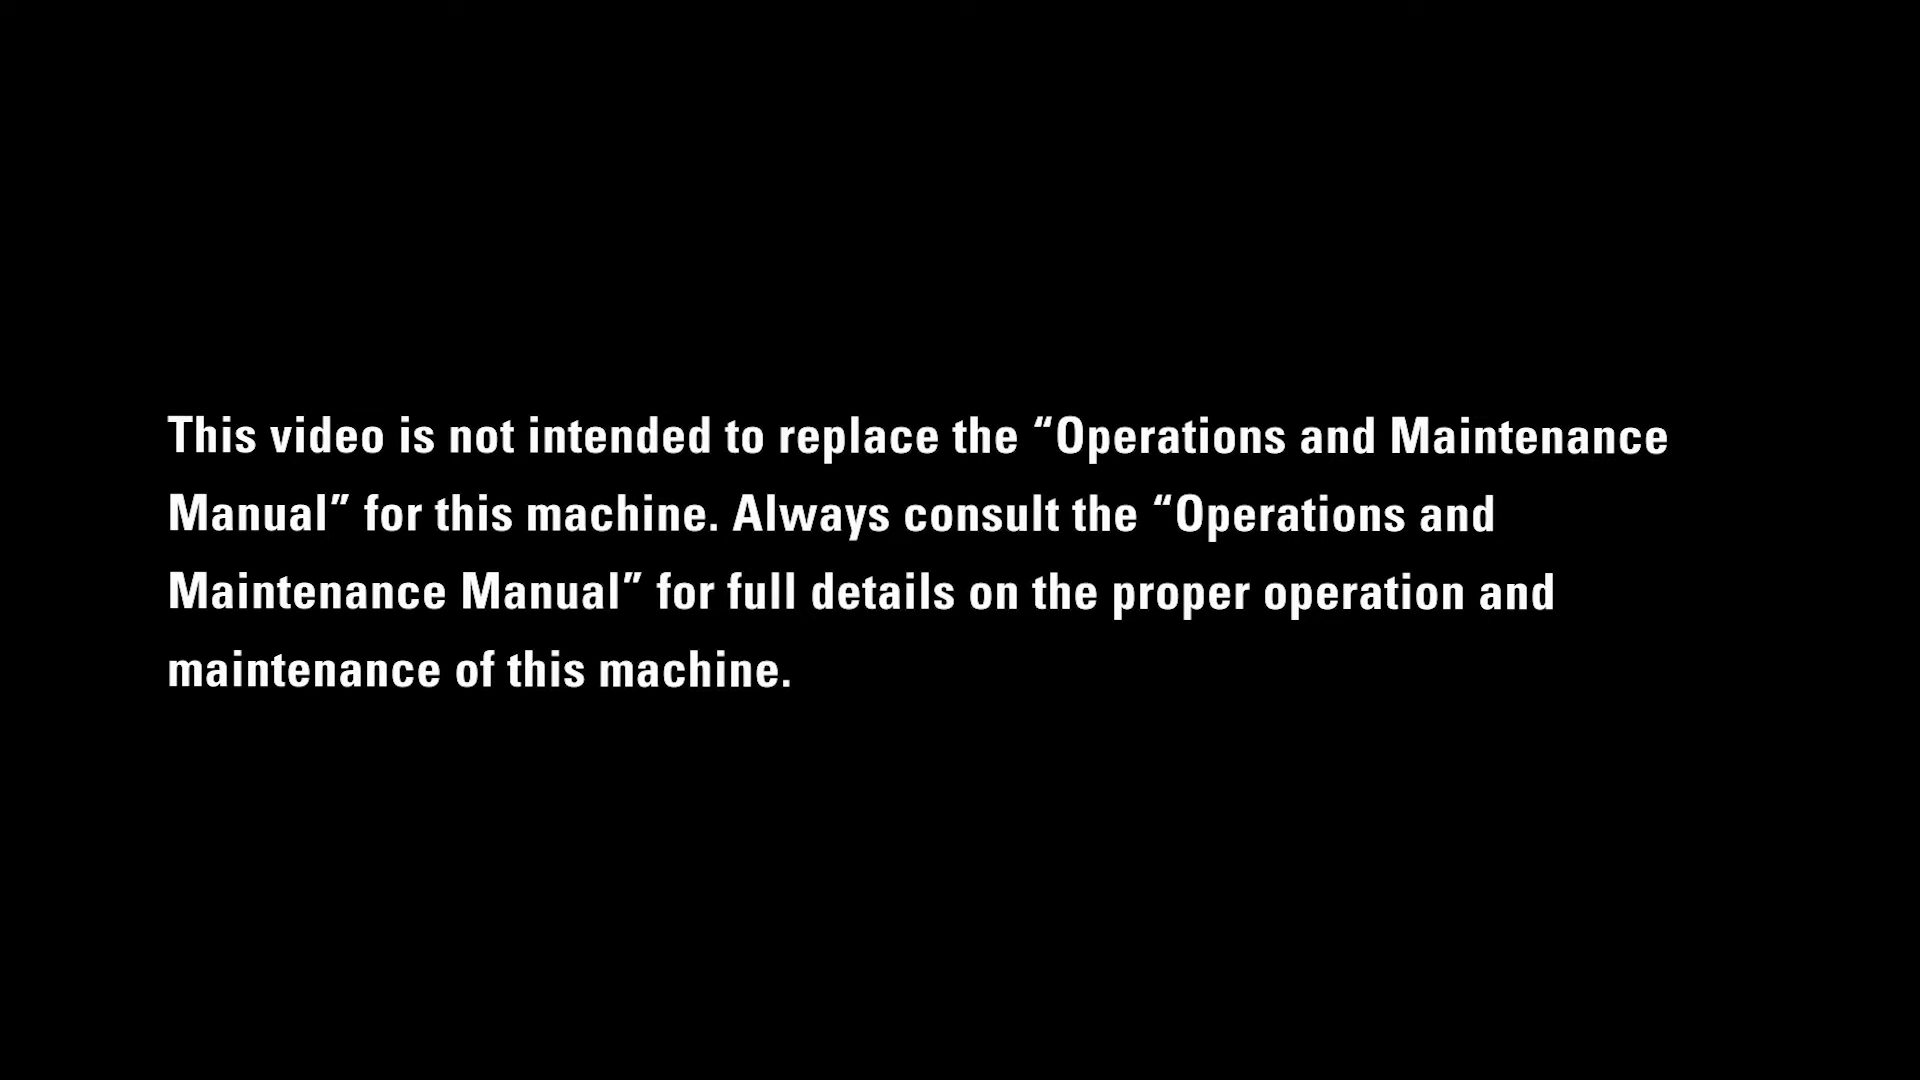 This video is not intended to replace the “Operations and Maintenance
Manual” for this machine. Always consult the “Operations and
Maintenance Manual” for full details on the proper operation and
maintenance of this machine.